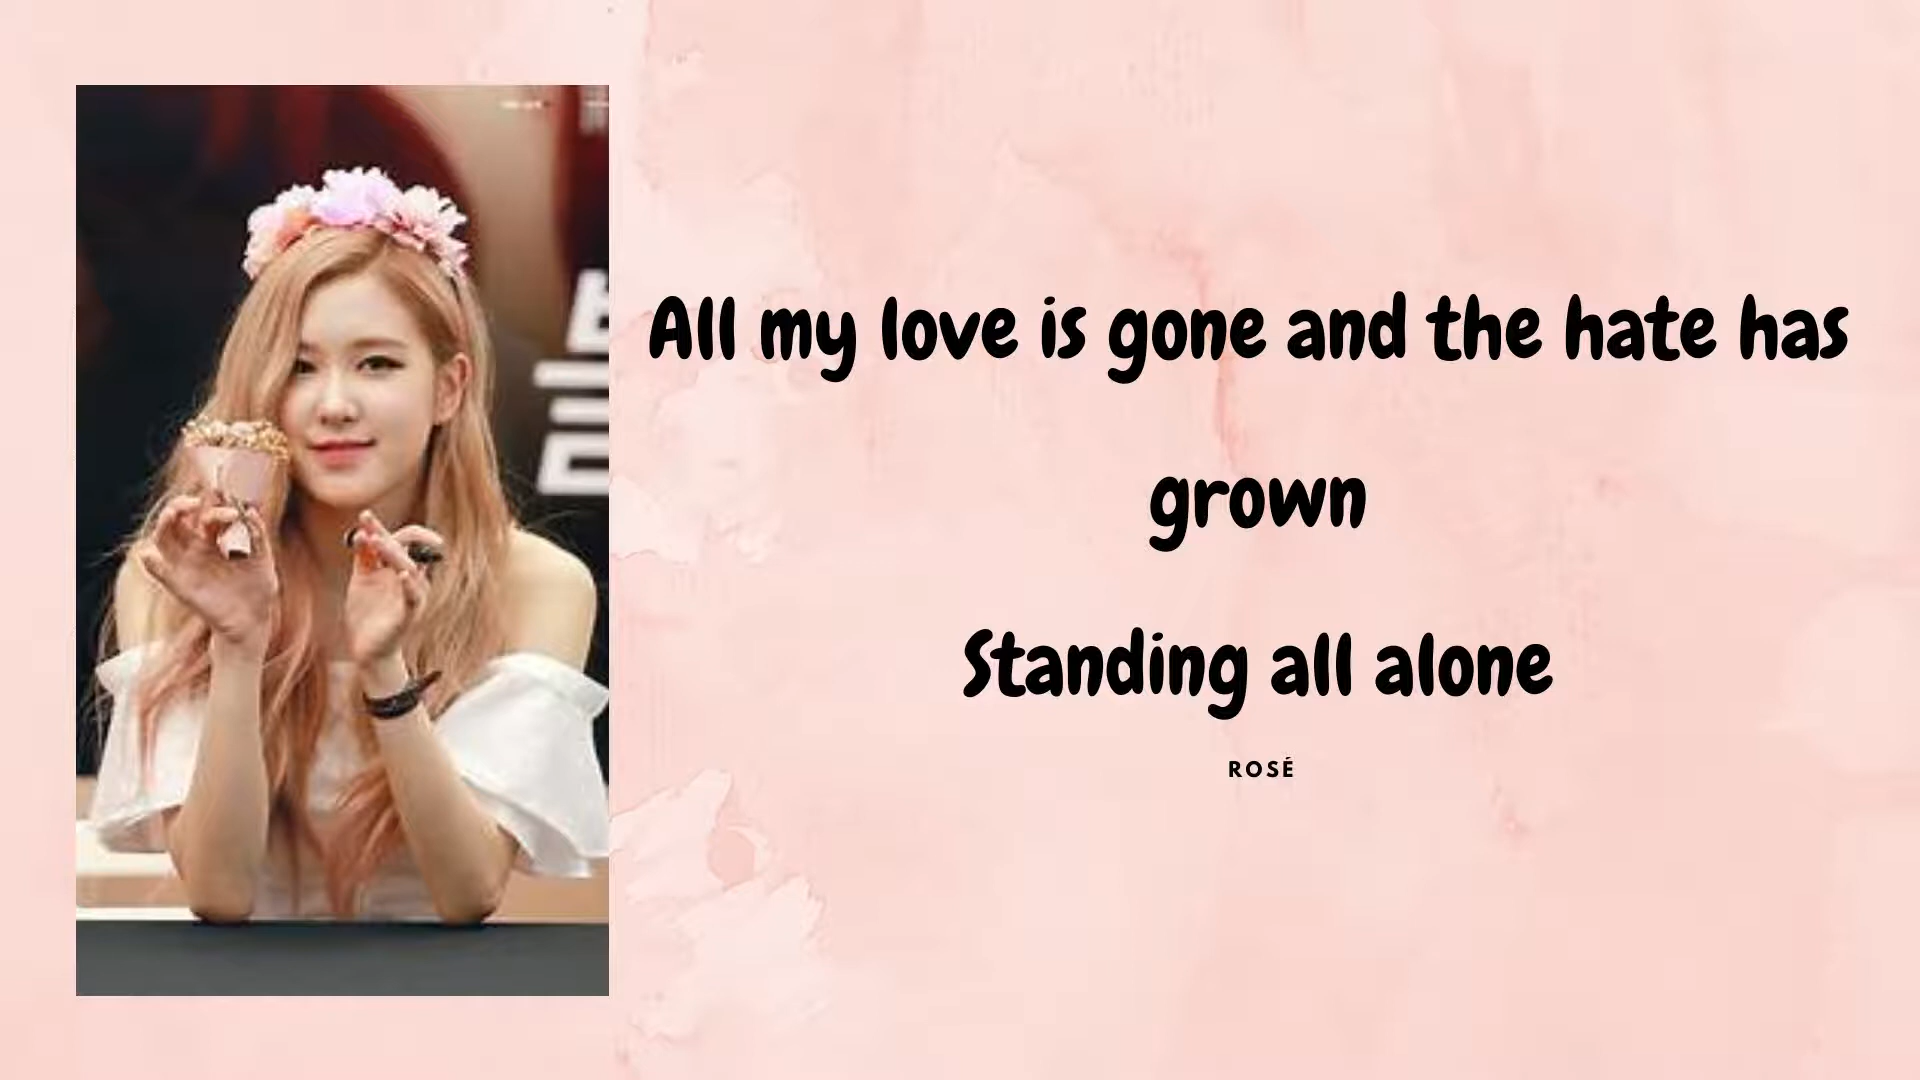 All my love is gone and the hate has
grown
Standing all alone
ROSÉ